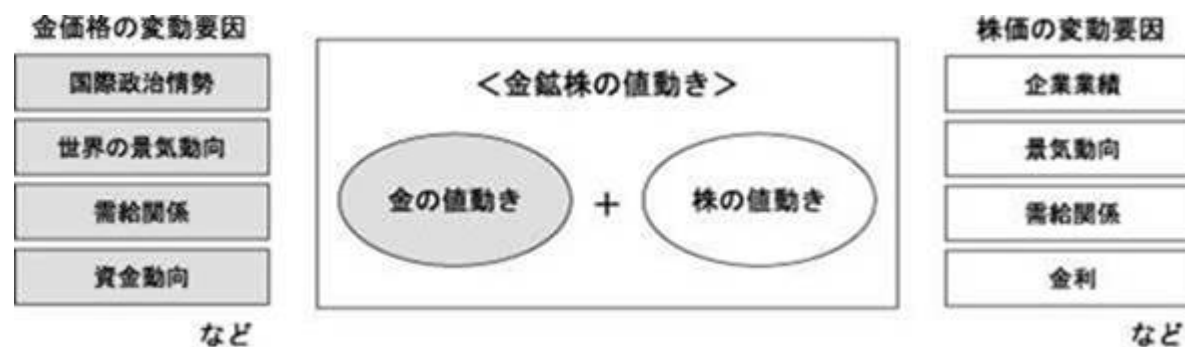 金価格の変動要因
国際政治情勢
世界の景気動向
需給関係
資金動向
など
＜金鉱株の値動き＞
金の値動き
+
株の値動き
株価の変動要因
企業業績
景気動向
需給関係
金利
など